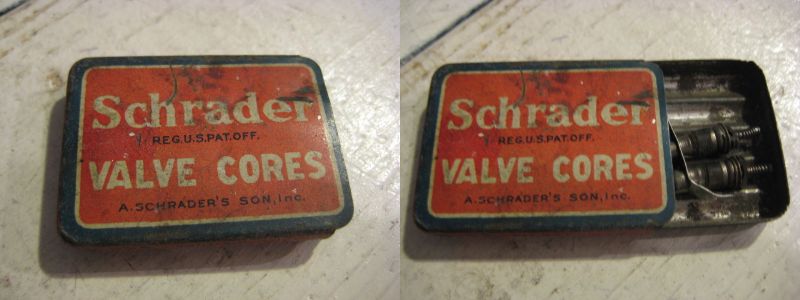 Schrader
REG.U.S.PAT.OFF.
VALVE CORES
A.SCHRADER'S SON, Inc.
Schrader
REG.U.S.PAT.OFF.
VALVE CORES
A.SCHRADER'S SON, Inc.